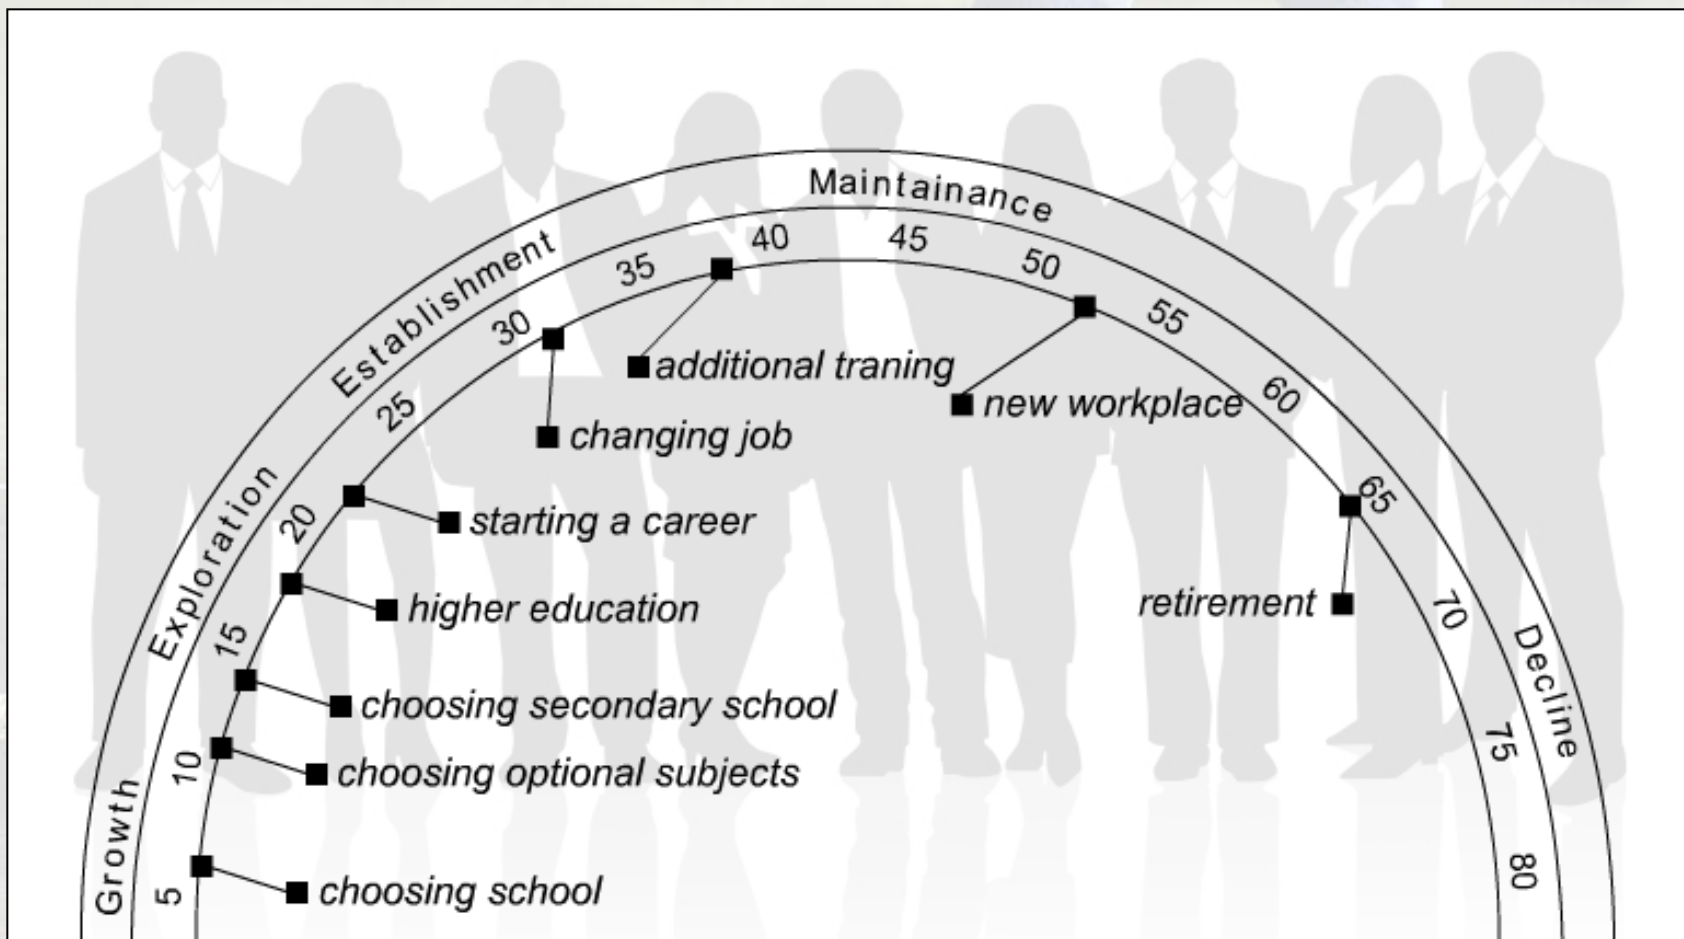 Growth
Exploration
Establishment
Maintainance
Decline
5
10
15
20
25
30
35
40
45
50
55
60
65
70
75
80
additional traning
new workplace
changing job
starting a career
higher education
retirement
choosing secondary school
choosing optional subjects
choosing school